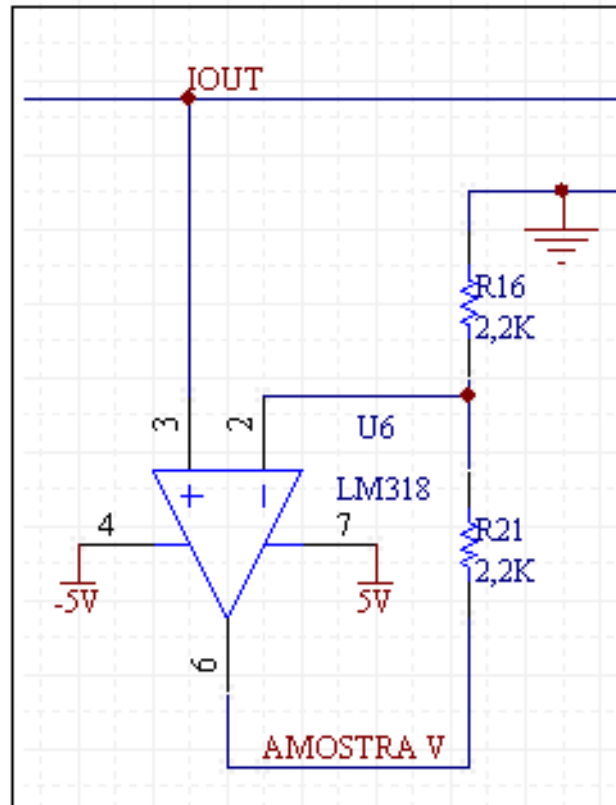 IOUT
R16
2,2K
3
2
U6
+
-
LM318
4
7
R21
2,2K
-5V
5V
6
AMOSTRA V